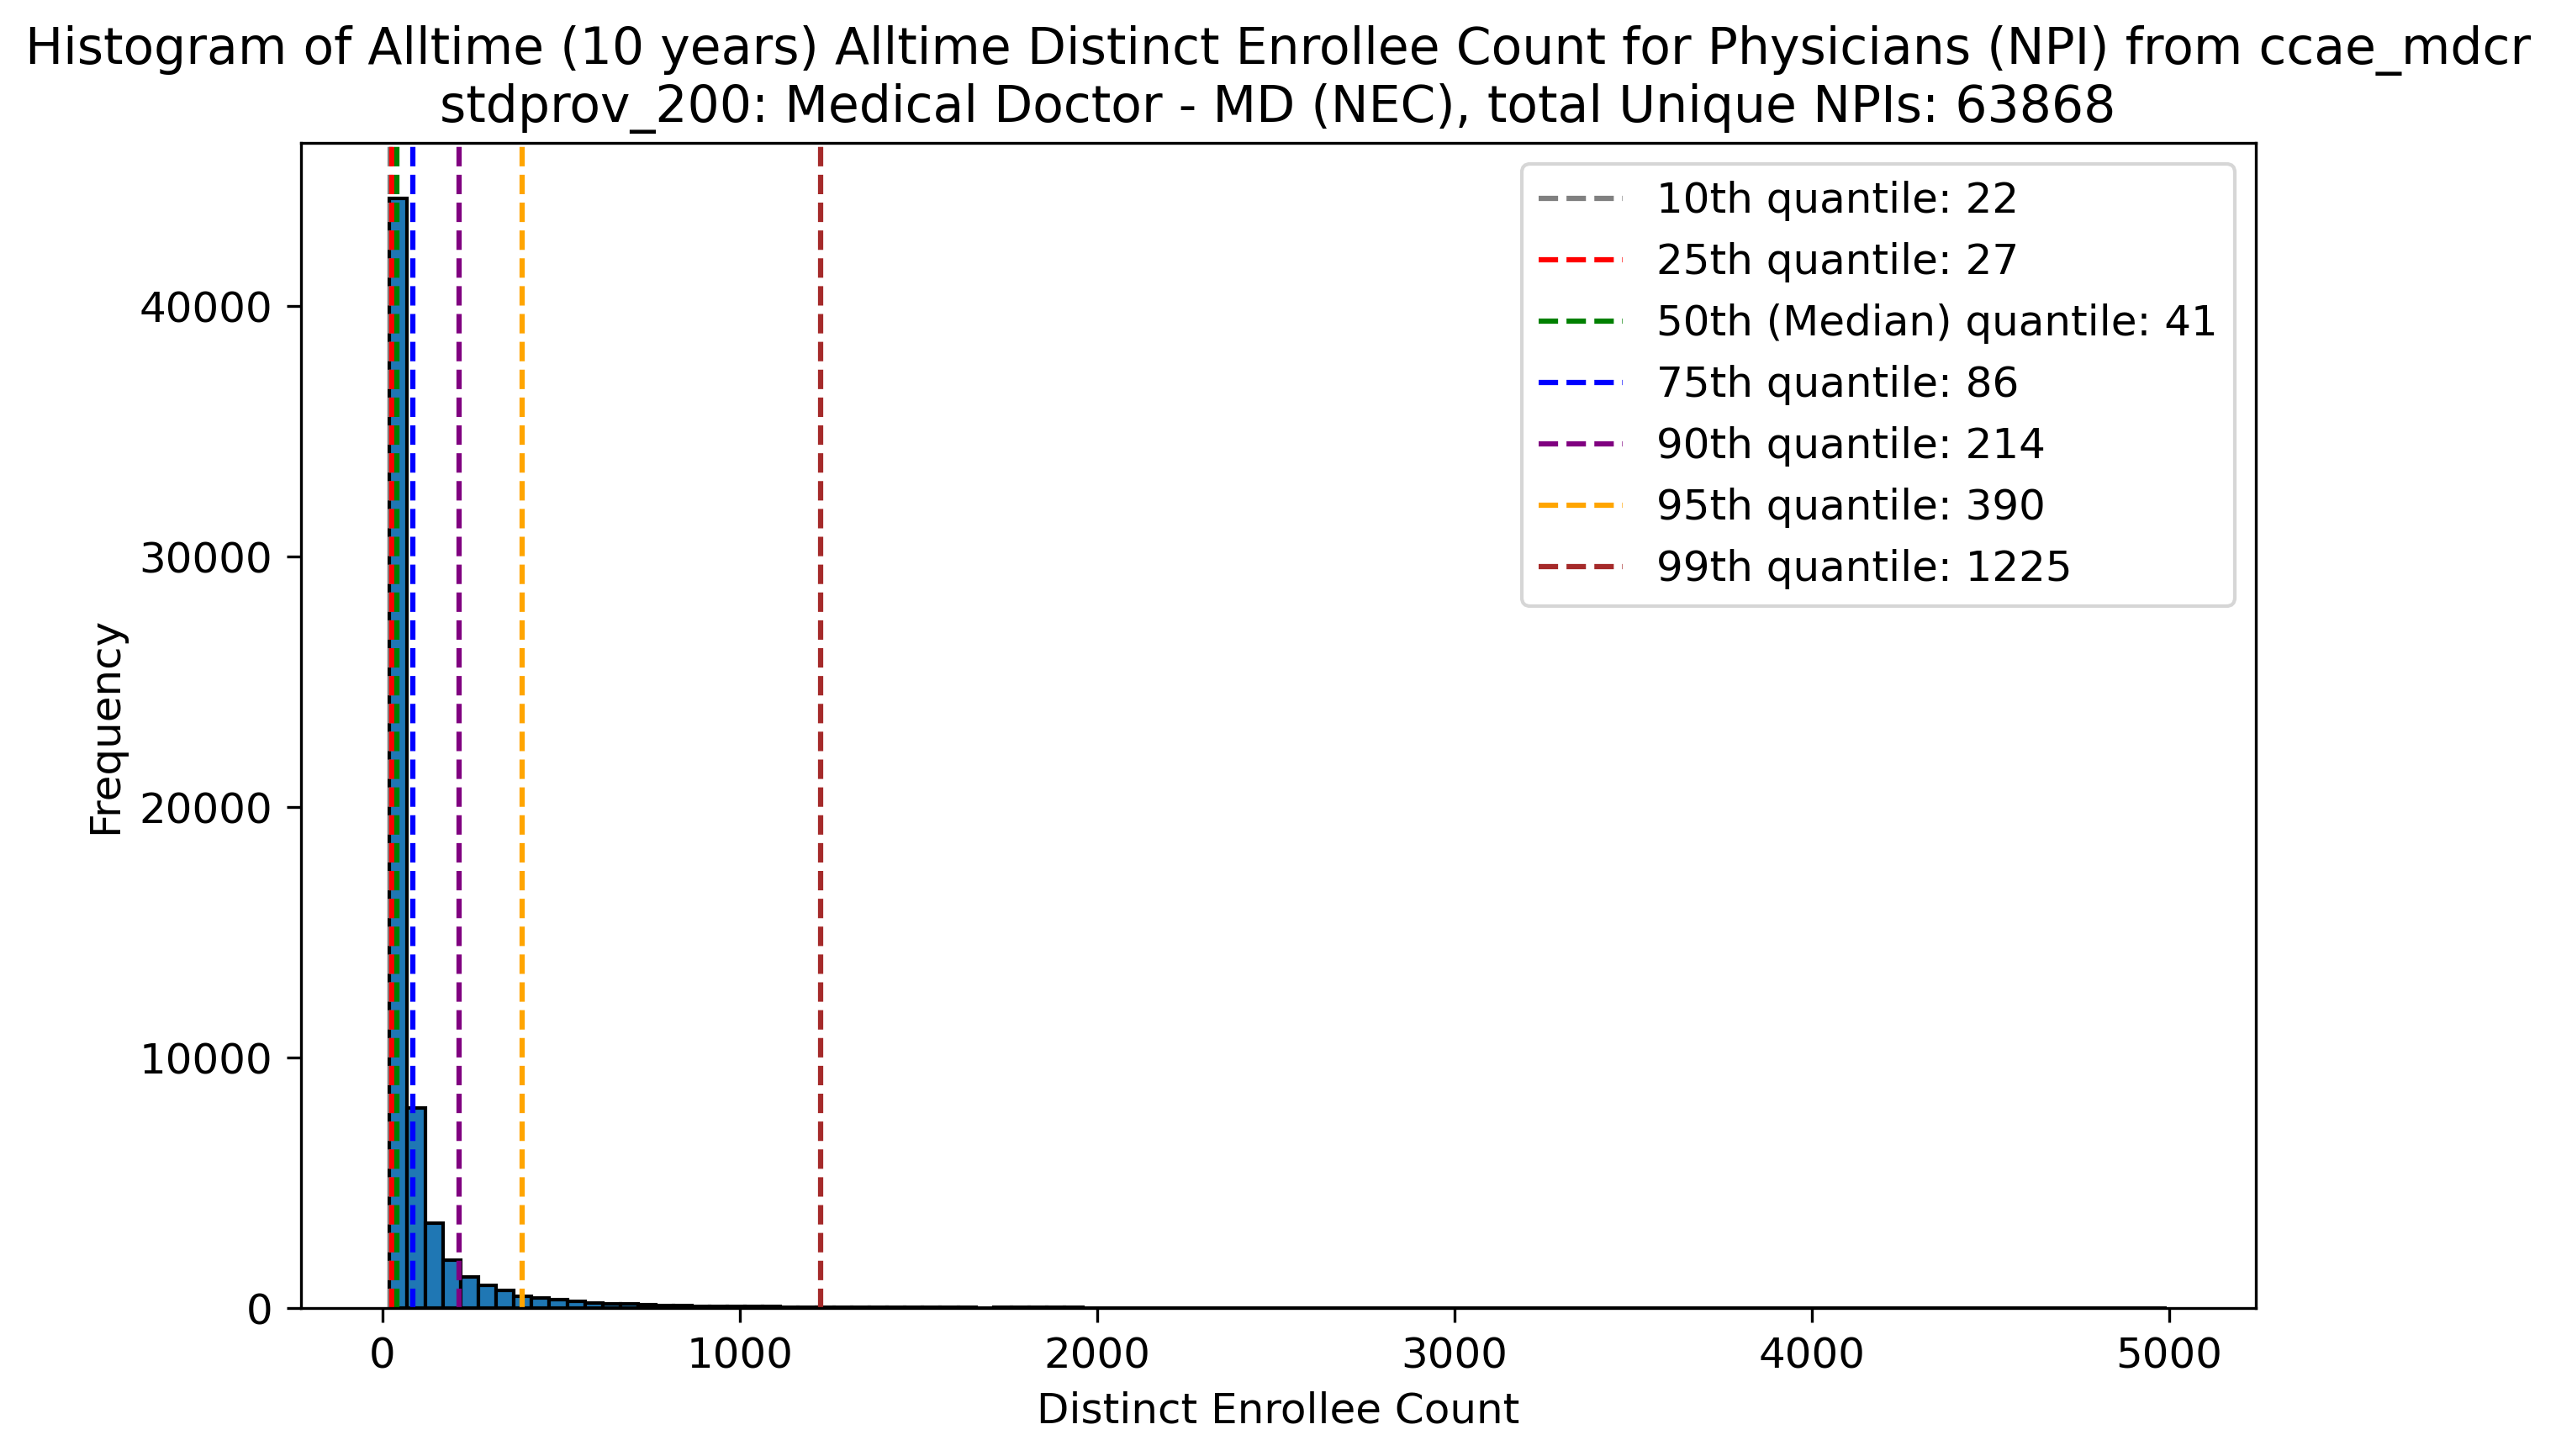 Histogram of Alltime (10 years) Alltime Distinct Enrollee Count for Physicians (NPI) from ccae_mdcr
stdprov_200: Medical Doctor - MD (NEC), total Unique NPIs: 63868
10th quantile: 22
25th quantile: 27
50th (Median) quantile: 41
75th quantile: 86
90th quantile: 214
95th quantile: 390
99th quantile: 1225
Frequency
40000
30000
20000
10000
0
0 1000 2000 3000 4000 5000
Distinct Enrollee Count